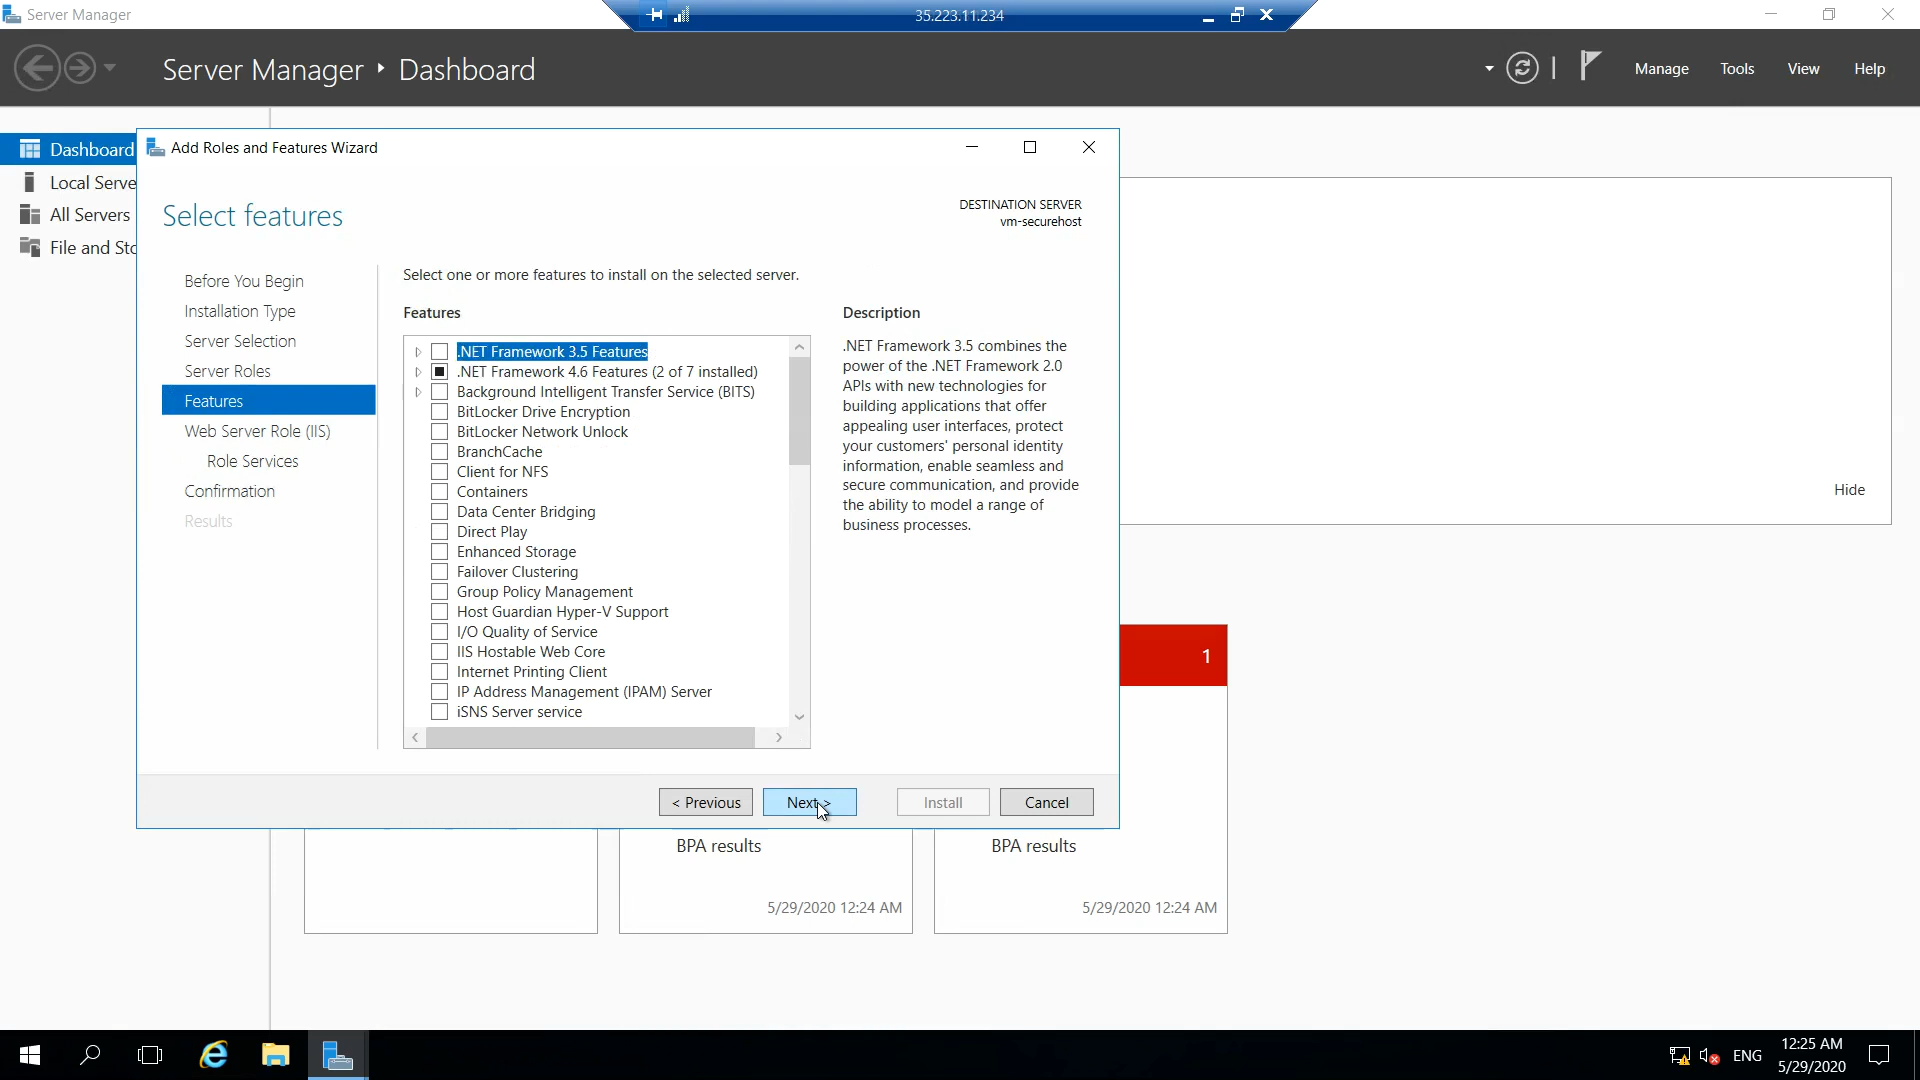 Server Manager
35.223.11.234
Server Manager ‣ Dashboard
Manage Tools View Help
Dashboard
Local Serve
All Servers
File and Sto
Add Roles and Features Wizard
Select features
DESTINATION SERVER
vm-securehost
Before You Begin
Installation Type
Server Selection
Server Roles
Features
Web Server Role (IIS)
Role Services
Confirmation
Results
Select one or more features to install on the selected server.
Features
.NET Framework 3.5 Features
.NET Framework 4.6 Features (2 of 7 installed)
Background Intelligent Transfer Service (BITS)
BitLocker Drive Encryption
BitLocker Network Unlock
BranchCache
Client for NFS
Containers
Data Center Bridging
Direct Play
Enhanced Storage
Failover Clustering
Group Policy Management
Host Guardian Hyper-V Support
I/O Quality of Service
IIS Hostable Web Core
Internet Printing Client
IP Address Management (IPAM) Server
iSNS Server service
Description
.NET Framework 3.5 combines the
power of the .NET Framework 2.0
APIs with new technologies for
building applications that offer
appealing user interfaces, protect
your customers' personal identity
information, enable seamless and
secure communication, and provide
the ability to model a range of
business processes.
< Previous
Next >
Install
Cancel
Hide
1
BPA results
5/29/2020 12:24 AM
BPA results
5/29/2020 12:24 AM
ENG
12:25 AM
5/29/2020